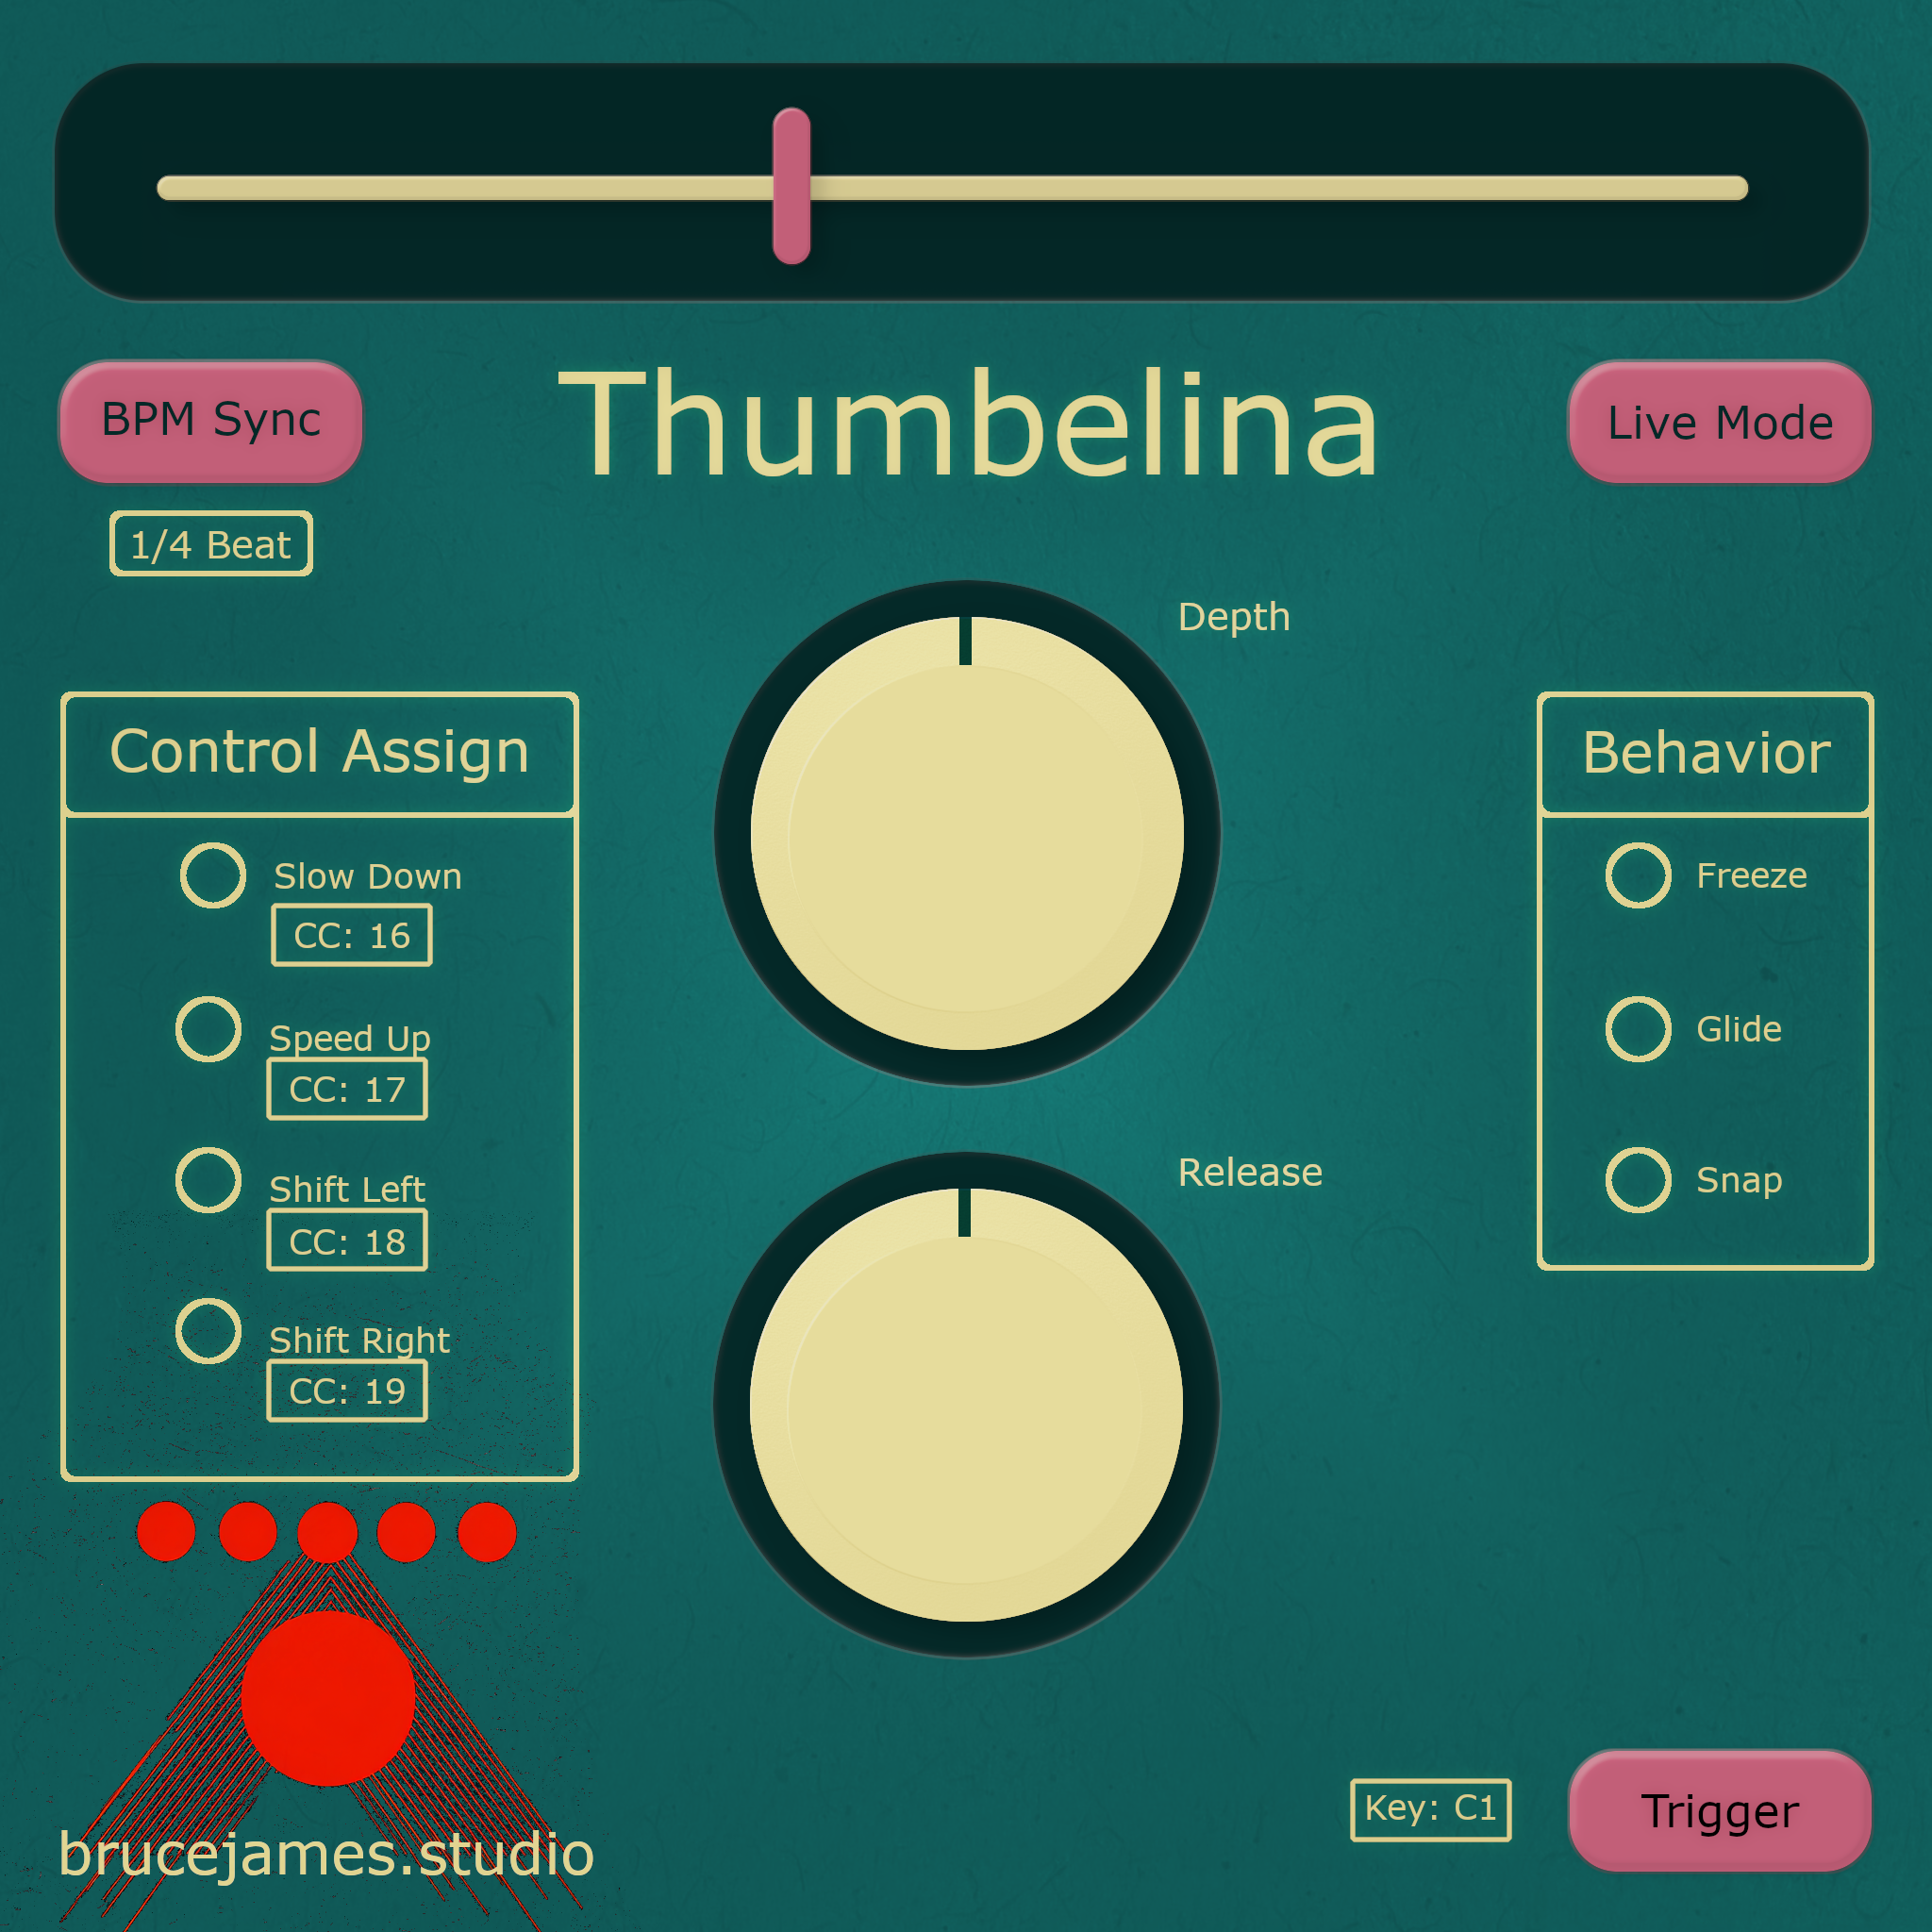 BPM Sync
Thumbelina
Live Mode
1/4 Beat
Depth
Control Assign
Slow Down
CC: 16
Speed Up
CC: 17
Shift Left
CC: 18
Shift Right
CC: 19
Behavior
Freeze
Glide
Snap
Release
Key: C1
Trigger
brucejames.studio